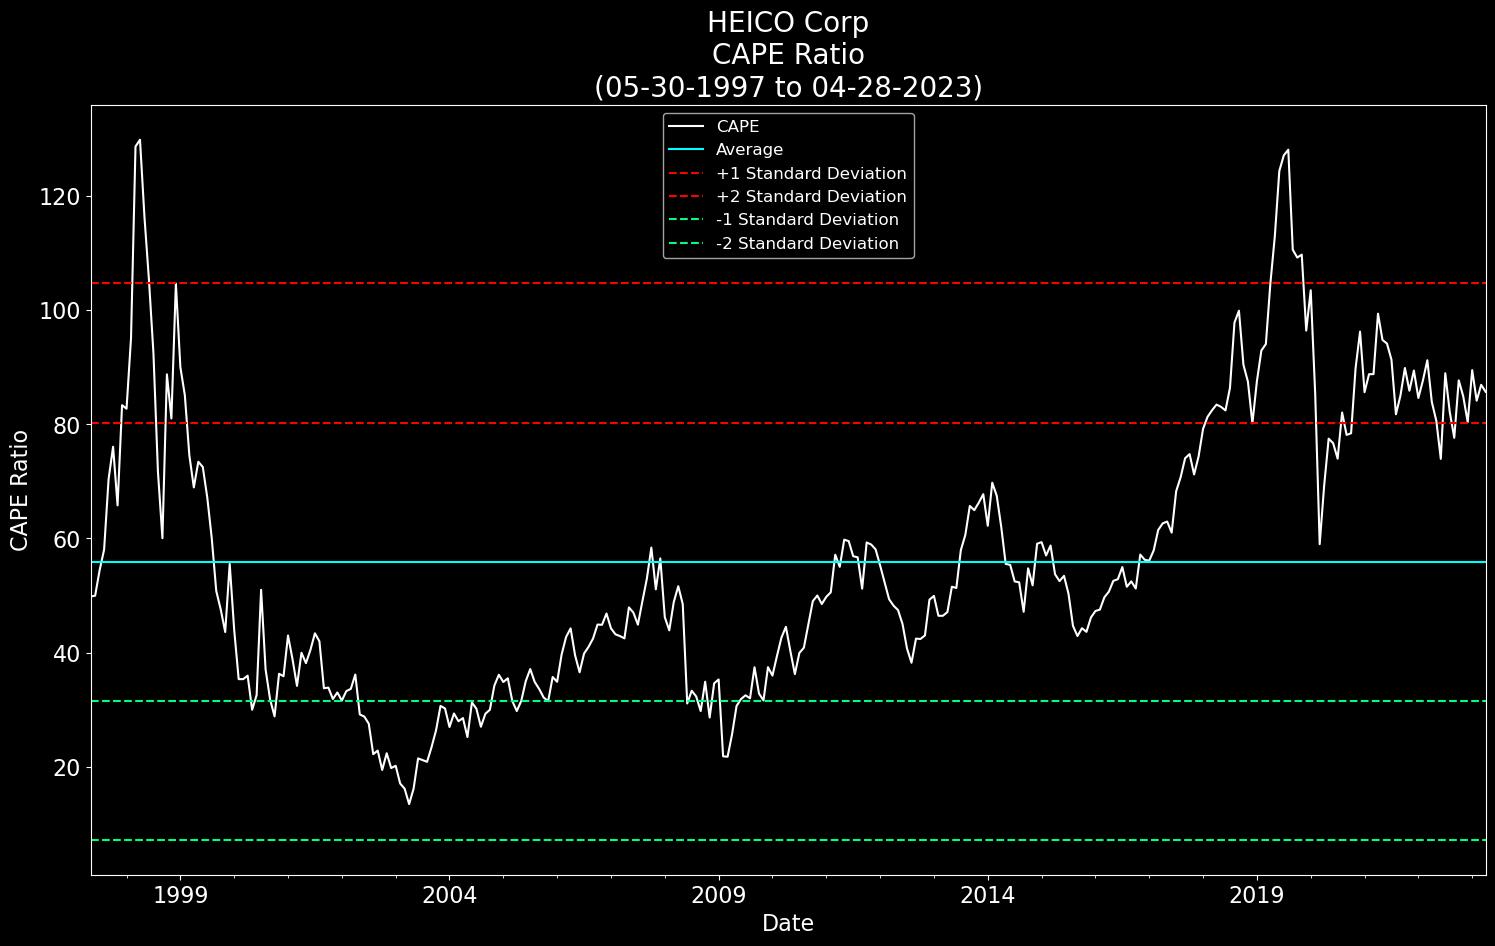 HEICO Corp
CAPE Ratio
(05-30-1997 to 04-28-2023)
CAPE
Average
+1 Standard Deviation
+2 Standard Deviation
-1 Standard Deviation
-2 Standard Deviation
CAPE Ratio
120
100
80
60
40
20
1999 2004 2009 2014 2019
Date